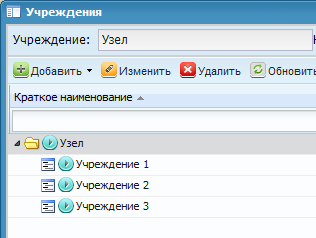 Учреждения
Учреждение: Узел
Добавить Изменить Удалить Обновить
Краткое наименование
Узел
Учреждение 1
Учреждение 2
Учреждение 3